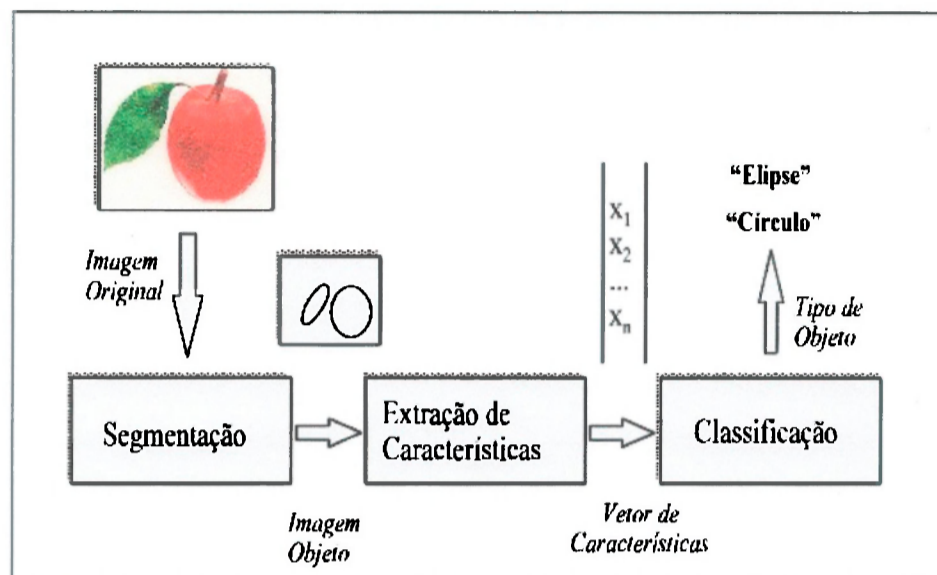 Imagem
Original
X1
X2
...
Xn
“Elipse”
“Círculo”
Tipo de
Objeto
Segmentação
Extração de
Características
Classificação
Imagem
Objeto
Vetor de
Características